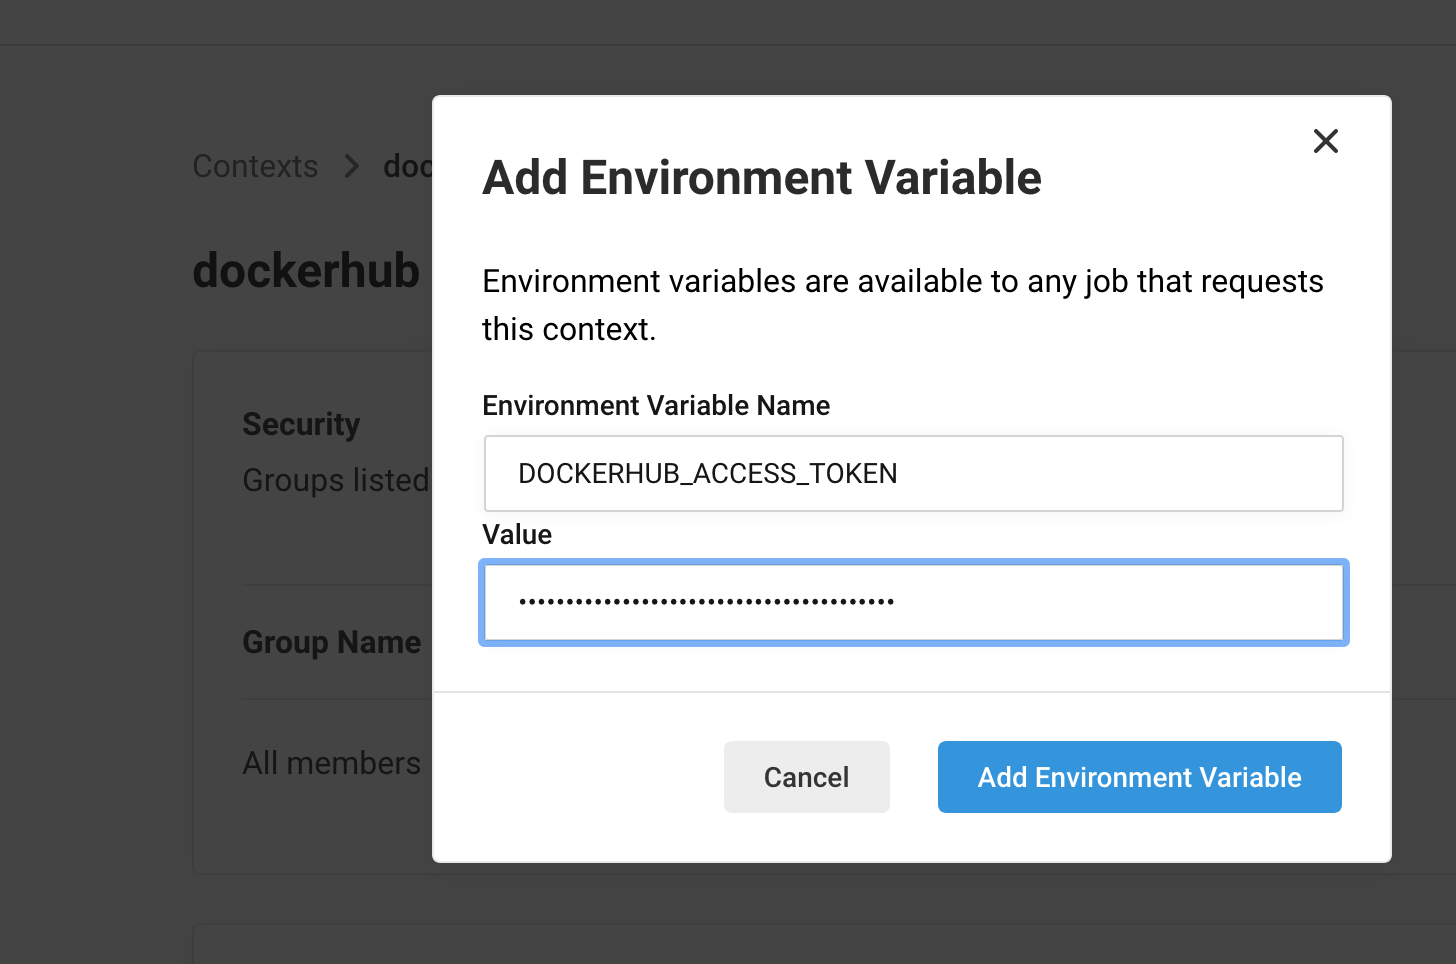 Contexts > doc
dockerhub
Security
Groups listed
Group Name
All members
Add Environment Variable
Environment variables are available to any job that requests
this context.
Environment Variable Name
DOCKERHUB_ACCESS_TOKEN
Value
••••••••••••••••••••••••••••••••••••••••
Cancel
Add Environment Variable